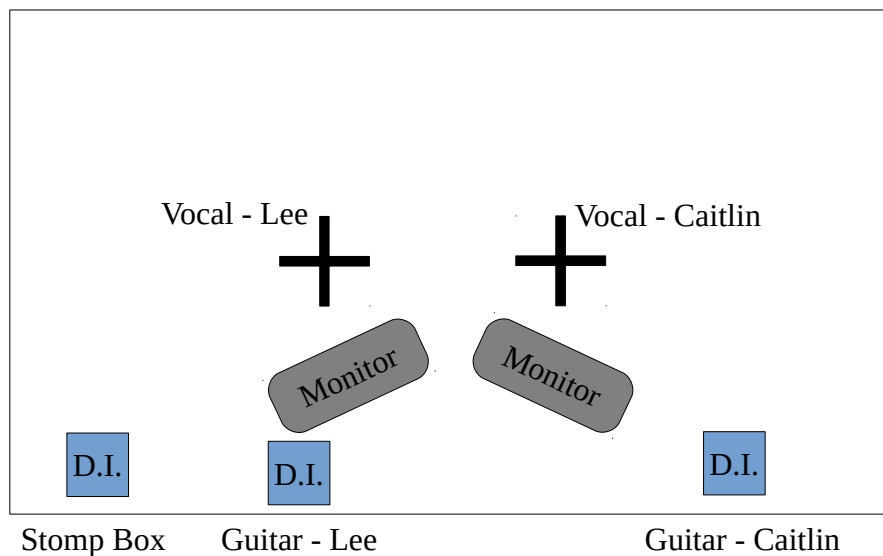 Vocal - Lee
Vocal - Caitlin
Monitor
Monitor
D.I.
D.I.
D.I.
Stomp Box
Guitar - Lee
Guitar - Caitlin